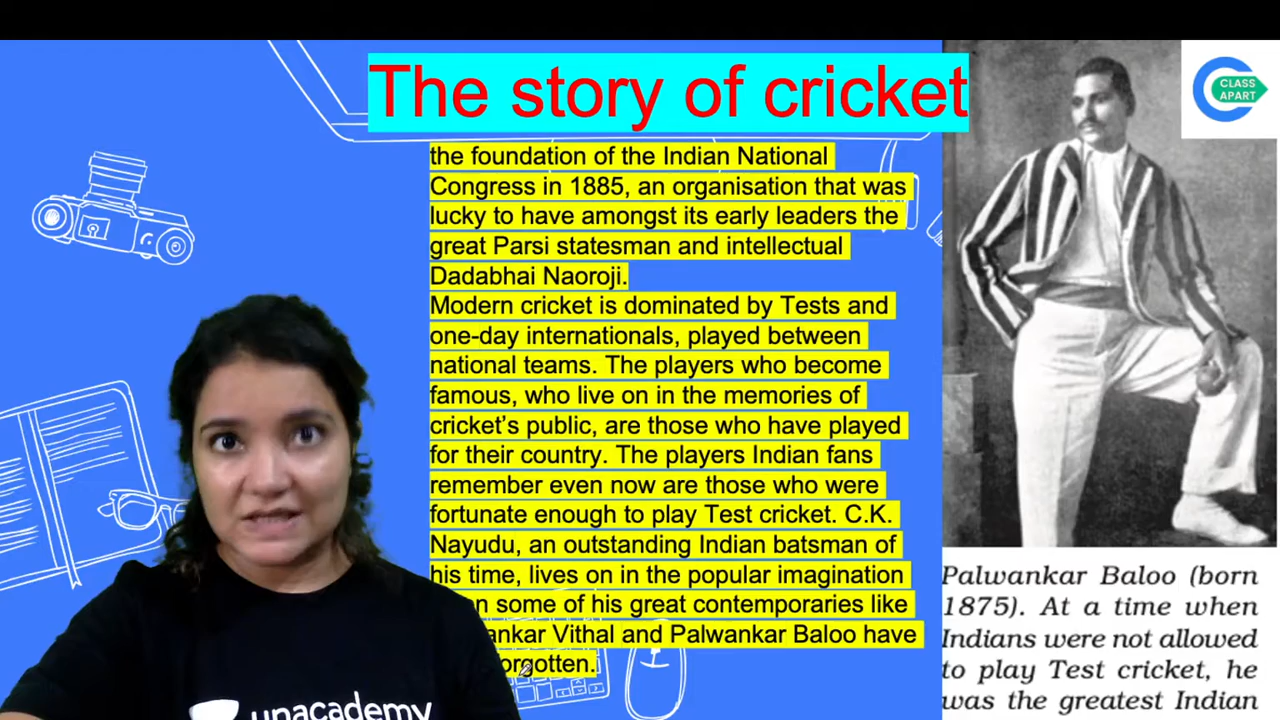 The story of cricket
CLASS
APART
the foundation of the Indian National
Congress in 1885, an organisation that was
lucky to have amongst its early leaders the
great Parsi statesman and intellectual
Dadabhai Naoroji.
Modern cricket is dominated by Tests and
one-day internationals, played between
national teams. The players who become
famous, who live on in the memories of
cricket's public, are those who have played
for their country. The players Indian fans
remember even now are those who were
fortunate enough to play Test cricket. C.K.
Nayudu, an outstanding Indian batsman of
his time, lives on in the popular imagination
some of his great contemporaries like
Vithal and Palwankar Baloo have
Palwankar Baloo (born
1875). At a time when
Indians were not allowed
to play Test cricket, he
was the greatest Indian
unacademy